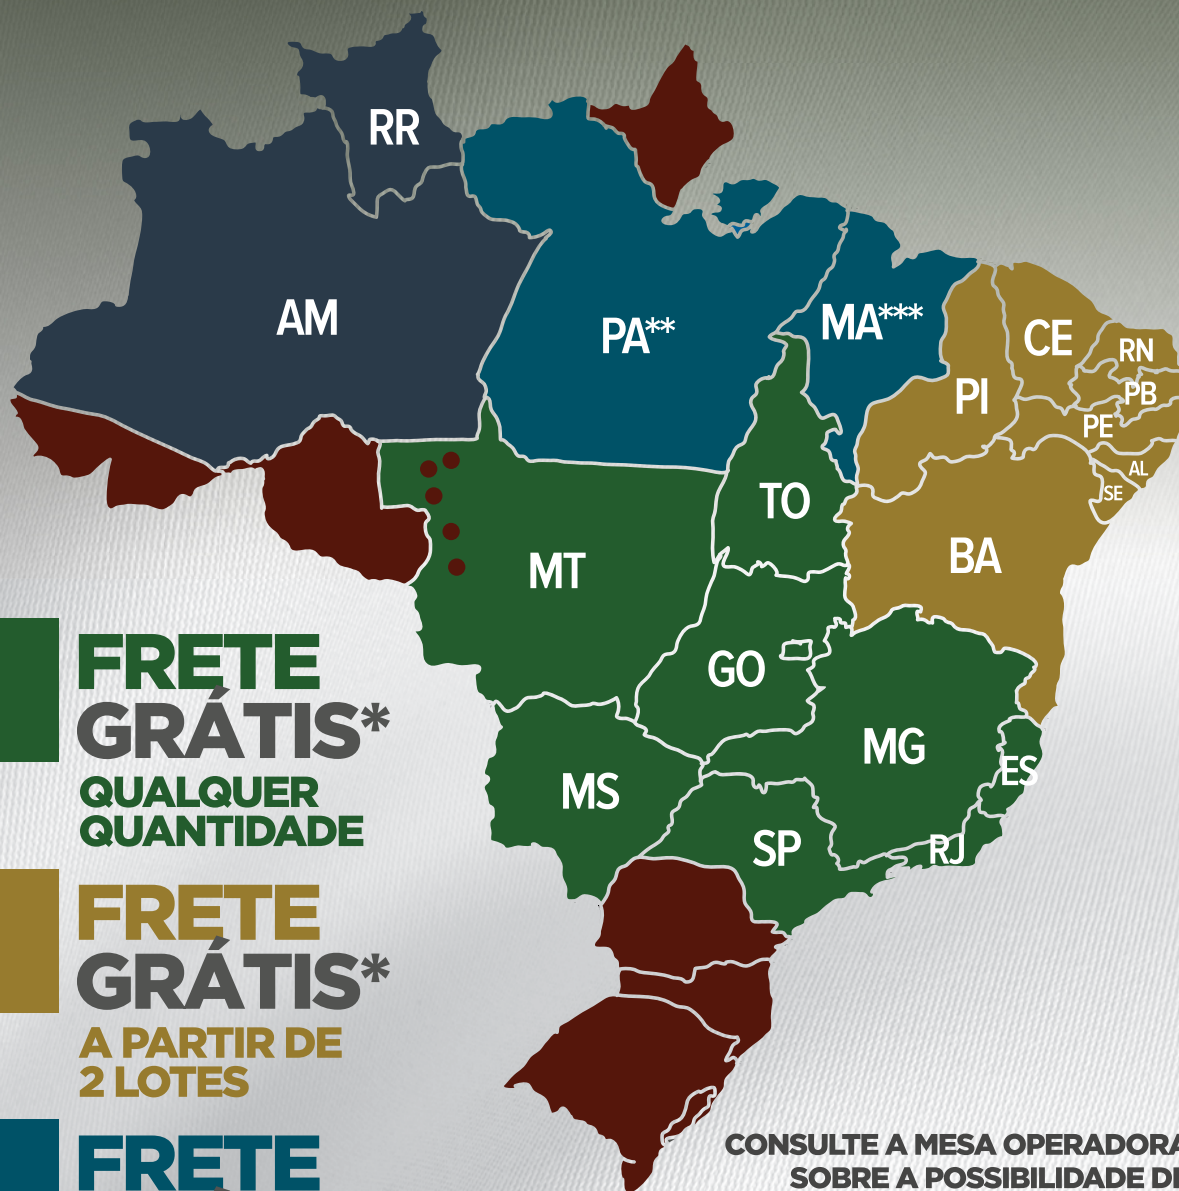 RR
AM
PA**
MA***
CE
RN
PI
PB
PE
AL
SE
TO
BA
MT
GO
MG
ES
MS
SP
RJ
FRETE
GRÁTIS*
QUALQUER
QUANTIDADE
FRETE
GRÁTIS*
A PARTIR DE
2 LOTES
FRETE
CONSULTE A MESA OPERADORA
SOBRE A POSSIBILIDADE DE